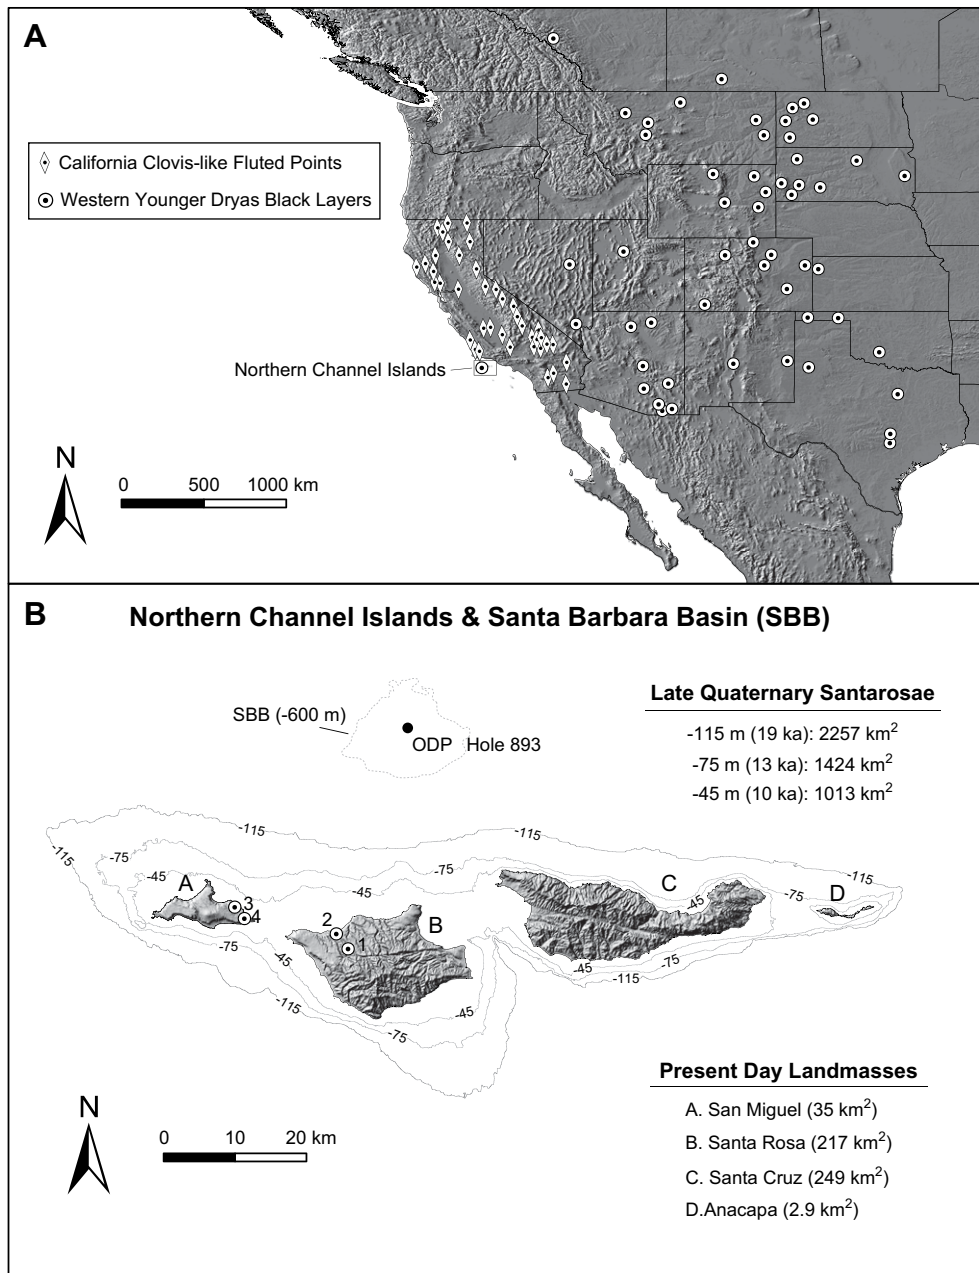 A
California Clovis-like Fluted Points
Western Younger Dryas Black Layers
Northern Channel Islands
N
0 500 1000 km
B Northern Channel Islands & Santa Barbara Basin (SBB)
SBB (-600 m)
ODP Hole 893
Late Quaternary Santarosae
-115 m (19 ka): 2257 km²
-75 m (13 ka): 1424 km²
-45 m (10 ka): 1013 km²
-115
-115
-115
-115
-75
-75
-75
-45
-45
-45
A
B
C
D
3
4
2
1
-75
-45
-115
-75
-45
-45
-75
-115
N
0 10 20 km
Present Day Landmasses
A. San Miguel (35 km²)
B. Santa Rosa (217 km²)
C. Santa Cruz (249 km²)
D.Anacapa (2.9 km²)